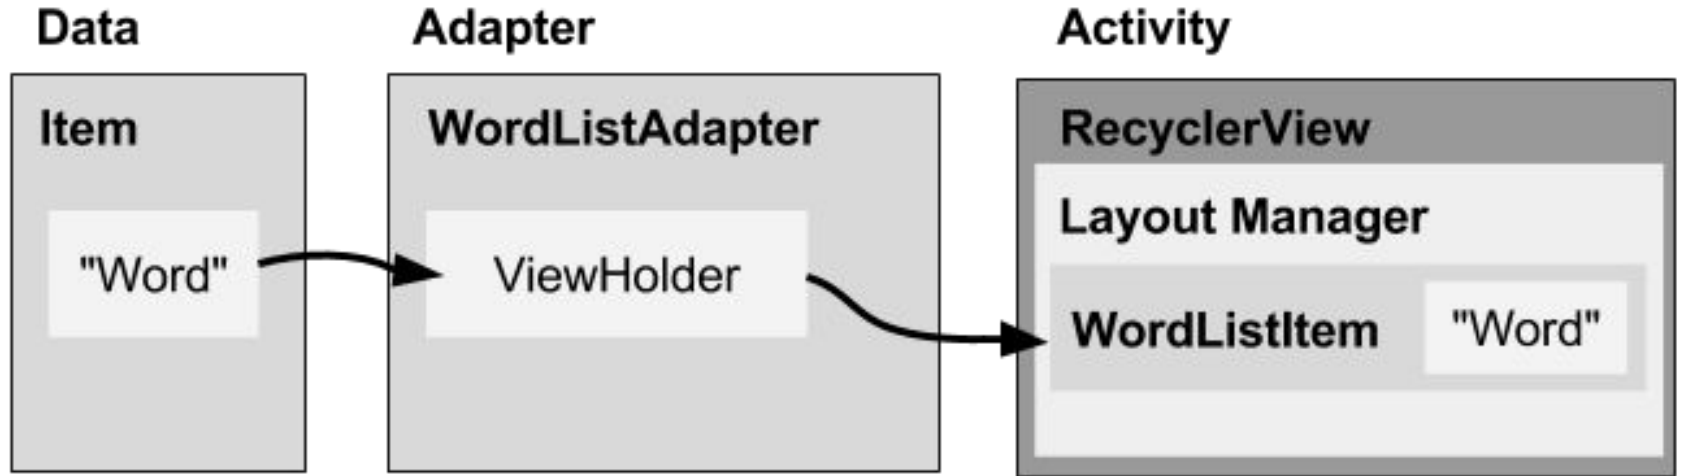 Data
Adapter
Activity
Item
WordListAdapter
RecyclerView
Layout Manager
"Word"
ViewHolder
WordListItem
"Word"